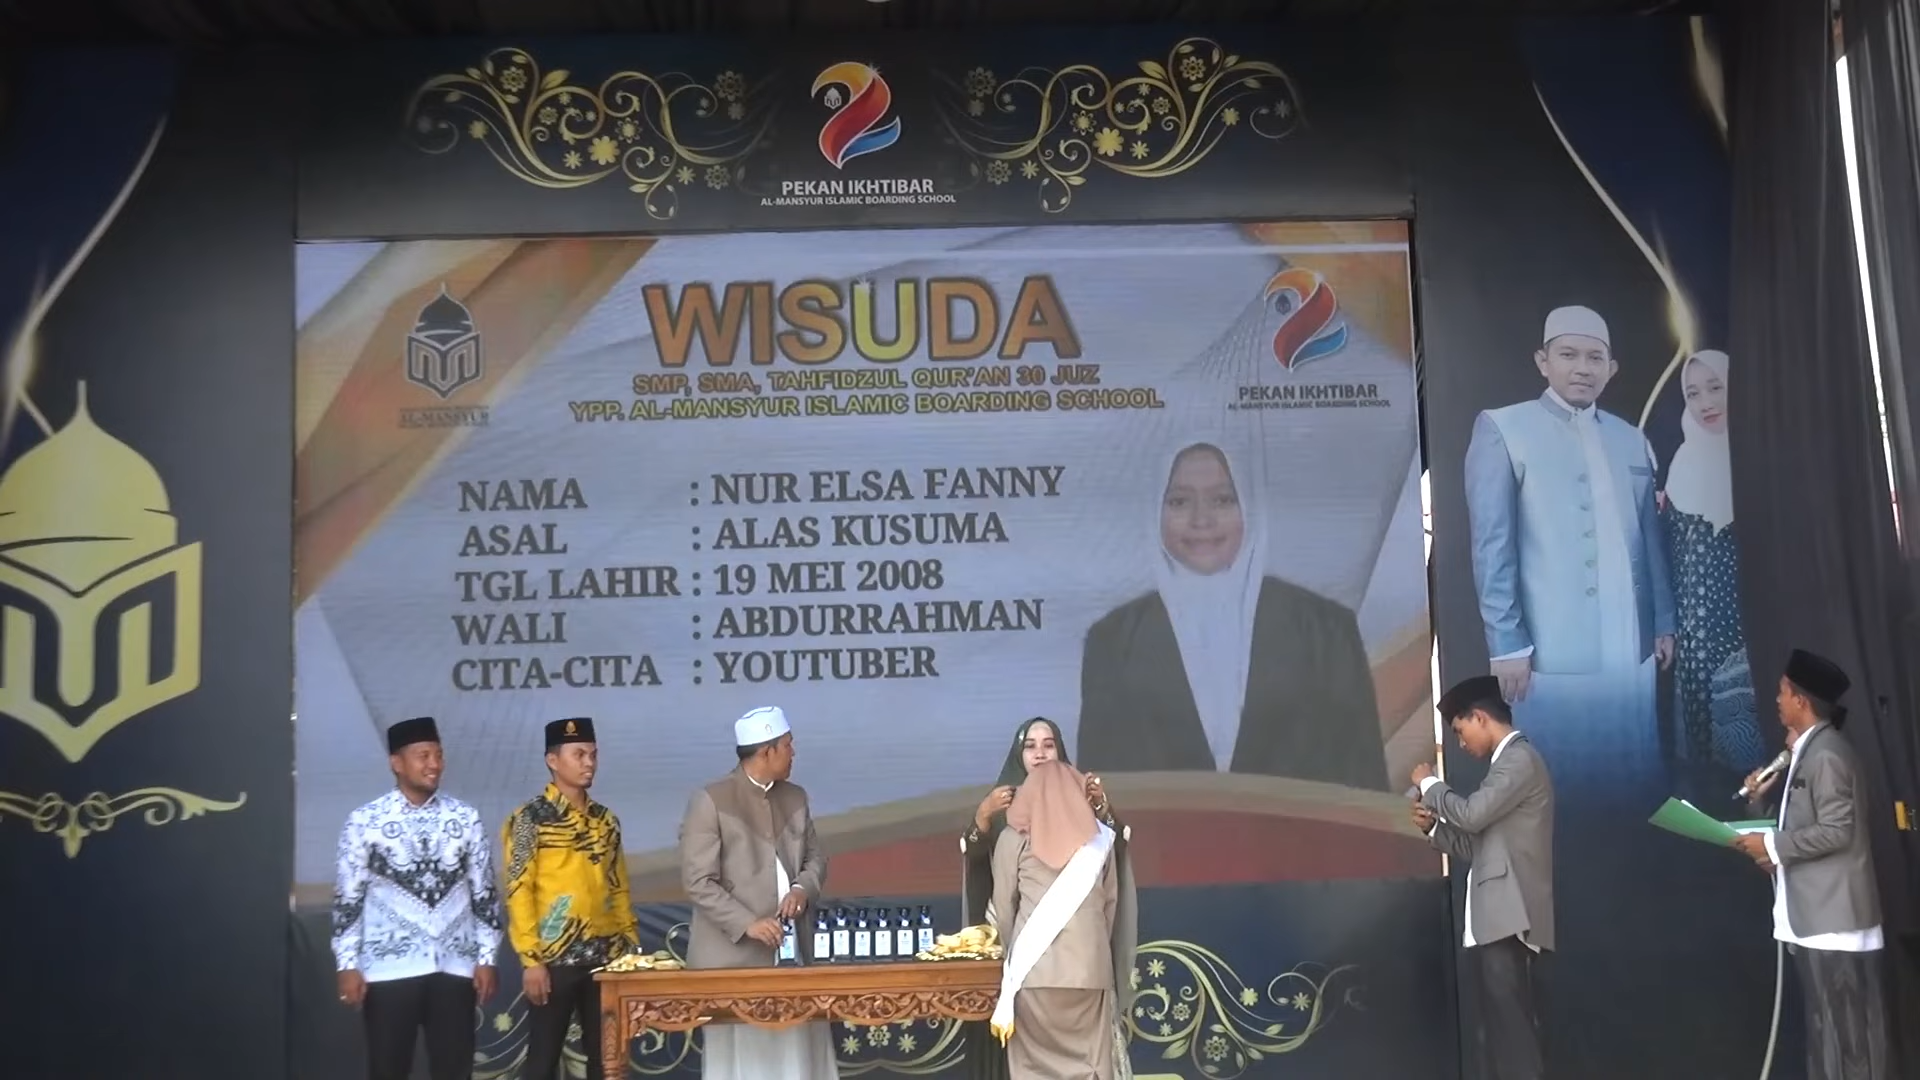 PEKAN IKHTIBAR
AL-MANSYUR ISLAMIC BOARDING SCHOOL
WISUDA
SMP, SMA, TAHFIDZUL QUR'AN 30 JUZ
YPP. AL-MANSYUR ISLAMIC BOARDING SCHOOL
AL-MANSYUR
PEKAN IKHTIBAR
AL-MANSYUR ISLAMIC BOARDING SCHOOL
NAMA : NUR ELSA FANNY
ASAL : ALAS KUSUMA
TGL LAHIR : 19 MEI 2008
WALI : ABDURRAHMAN
CITA-CITA : YOUTUBER